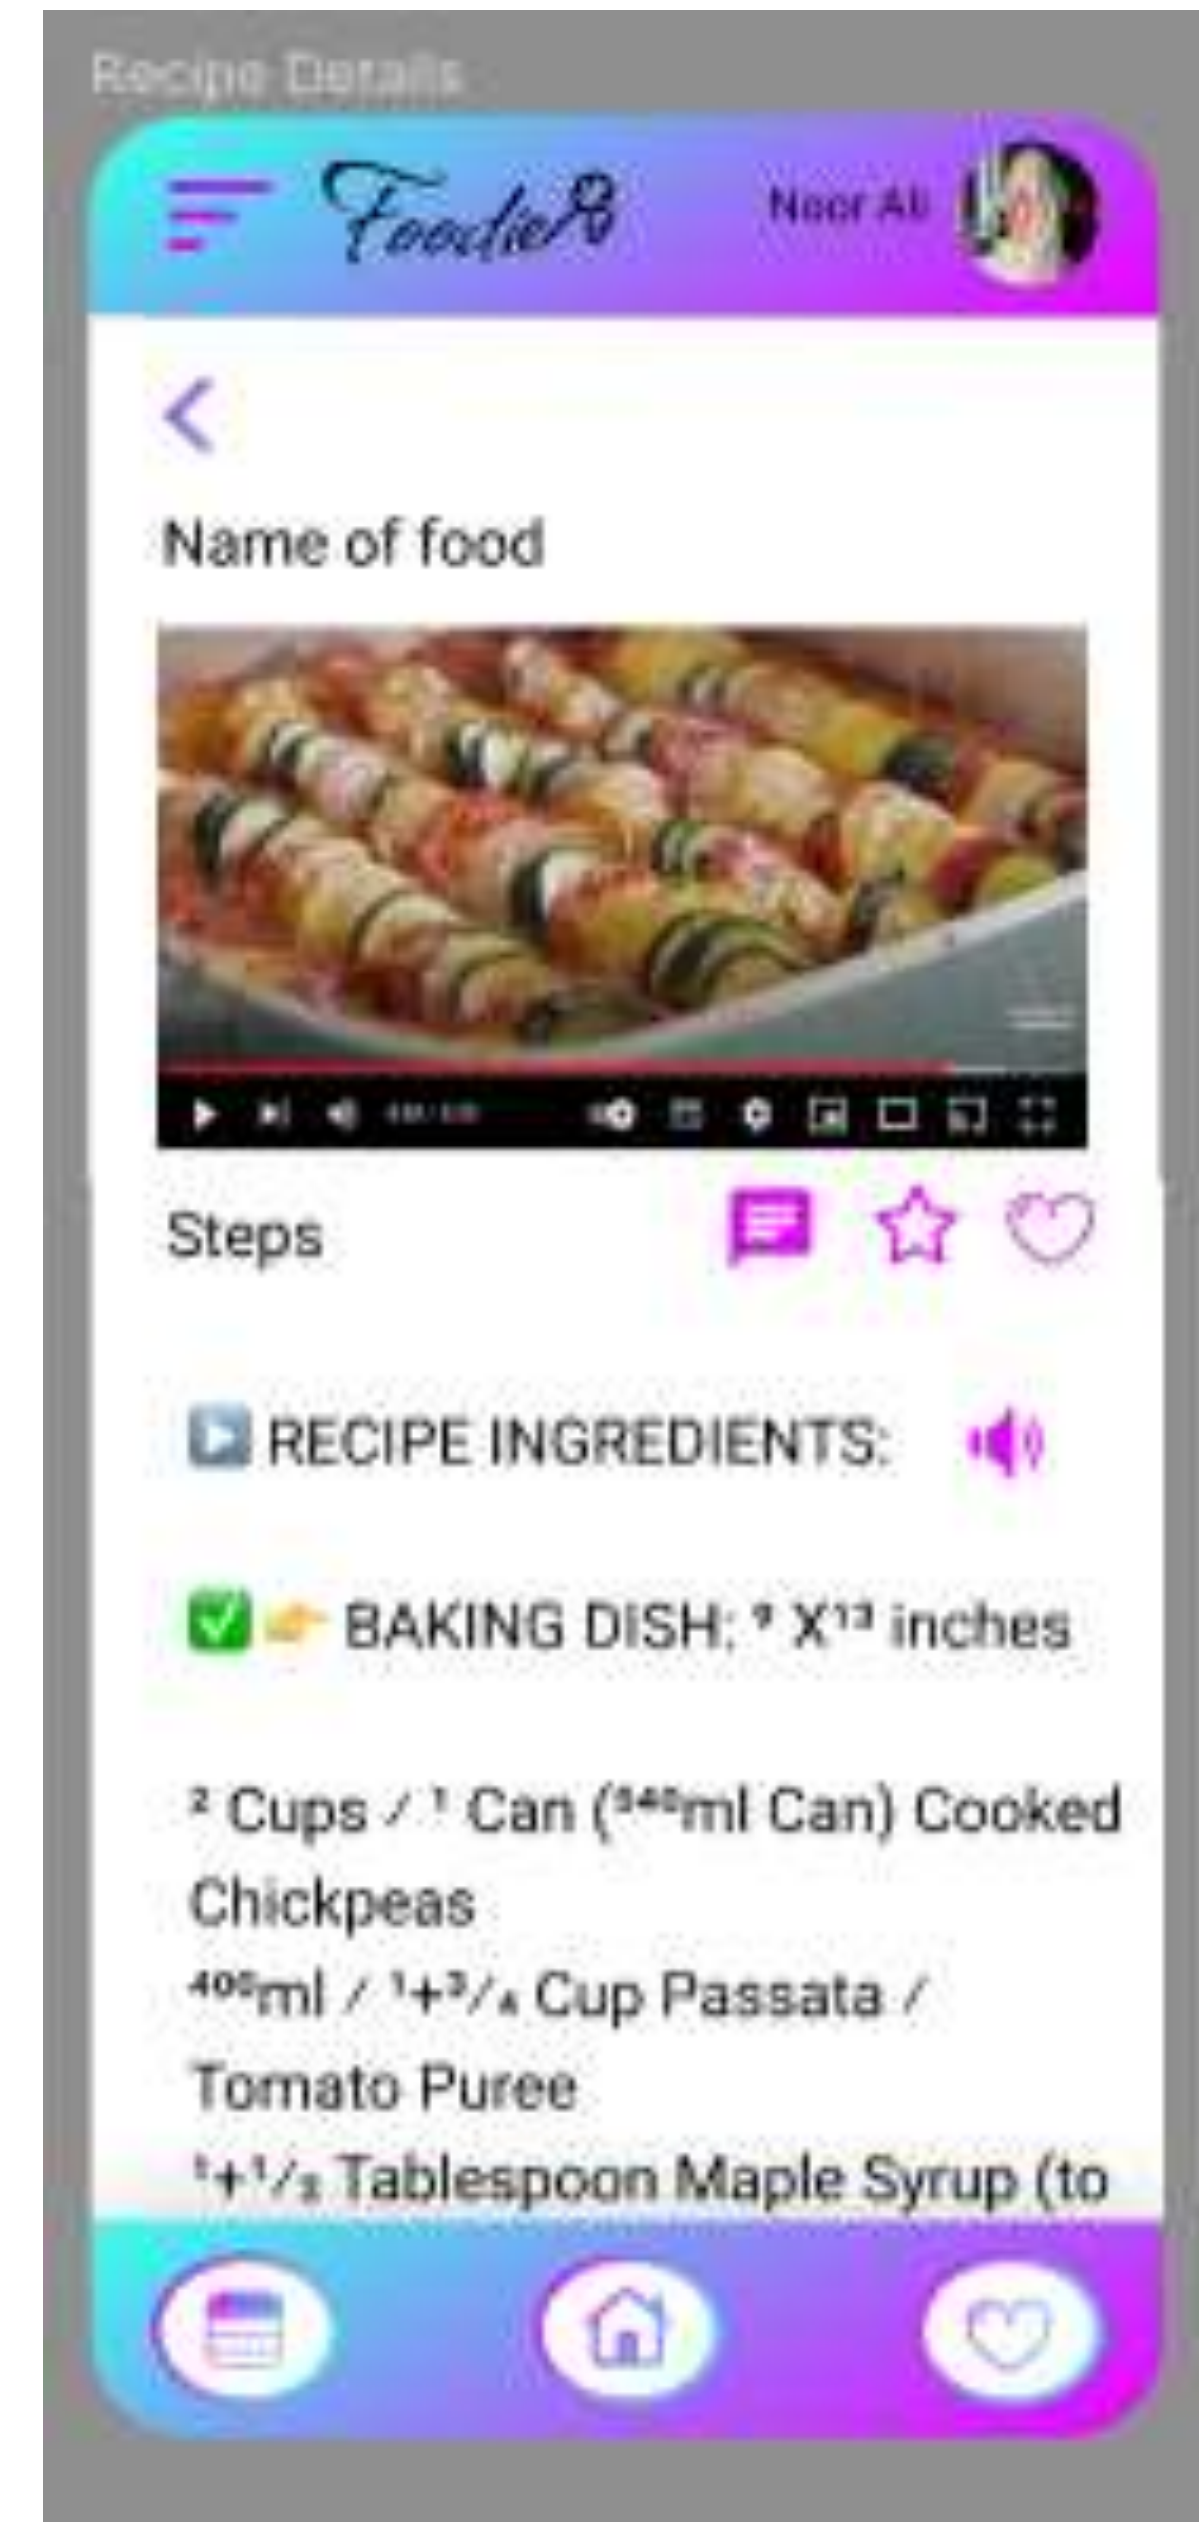 Recipe Details
Foodie
Noor Ali
Name of food
Steps
▶️ RECIPE INGREDIENTS:
✅👉 BAKING DISH: ⁹ X¹³ inches
² Cups / ¹ Can (⁵⁴⁰ml Can) Cooked
Chickpeas
⁴⁰⁰ml / ¹+³/₄ Cup Passata /
Tomato Puree
¹+¹/₂ Tablespoon Maple Syrup (to